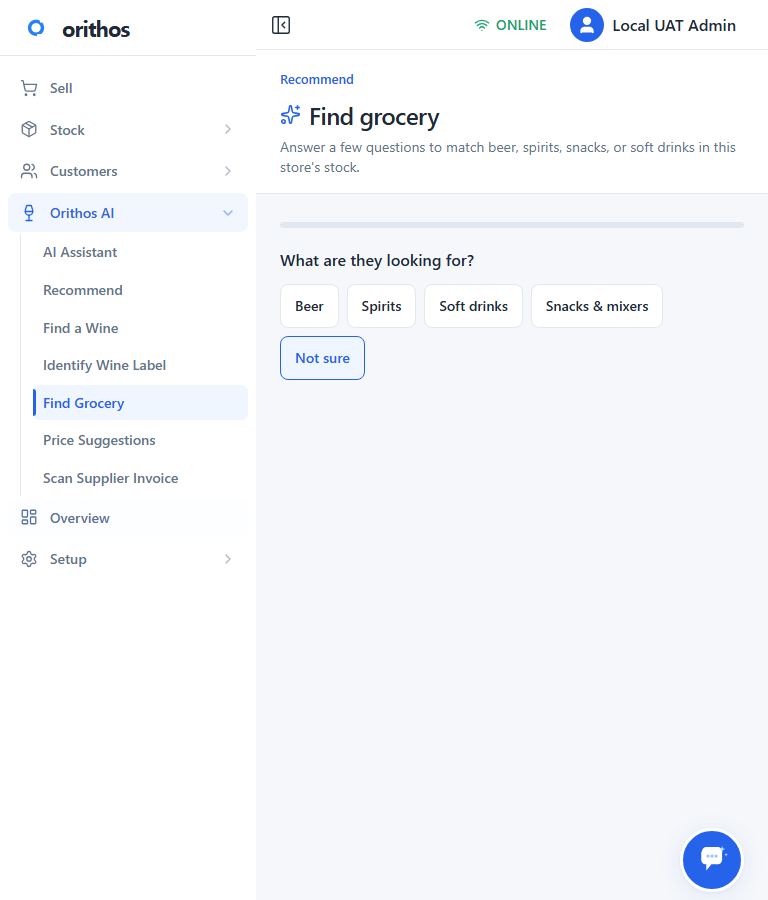 orithos
ONLINE
Local UAT Admin
Sell
Stock
Customers
Orithos AI
AI Assistant
Recommend
Find a Wine
Identify Wine Label
Find Grocery
Price Suggestions
Scan Supplier Invoice
Overview
Setup
Recommend
Find grocery
Answer a few questions to match beer, spirits, snacks, or soft drinks in this
store's stock.
What are they looking for?
Beer
Spirits
Soft drinks
Snacks & mixers
Not sure